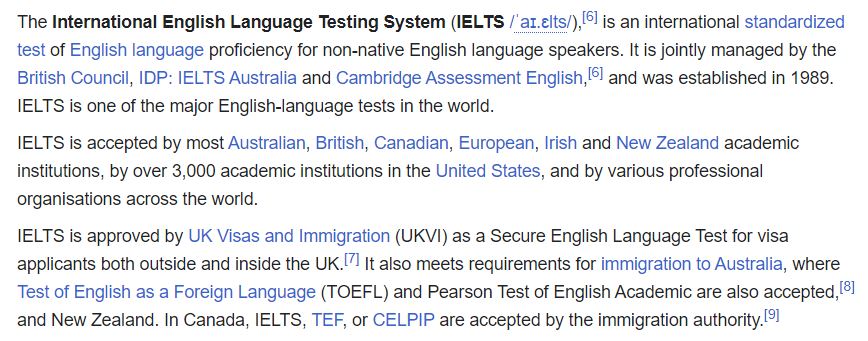 The International English Language Testing System (IELTS /ˈaɪ.ɛlts/),[6] is an international standardized
test of English language proficiency for non-native English language speakers. It is jointly managed by the
British Council, IDP: IELTS Australia and Cambridge Assessment English,[6] and was established in 1989.
IELTS is one of the major English-language tests in the world.
IELTS is accepted by most Australian, British, Canadian, European, Irish and New Zealand academic
institutions, by over 3,000 academic institutions in the United States, and by various professional
organisations across the world.
IELTS is approved by UK Visas and Immigration (UKVI) as a Secure English Language Test for visa
applicants both outside and inside the UK.[7] It also meets requirements for immigration to Australia, where
Test of English as a Foreign Language (TOEFL) and Pearson Test of English Academic are also accepted,[8]
and New Zealand. In Canada, IELTS, TEF, or CELPIP are accepted by the immigration authority.[9]